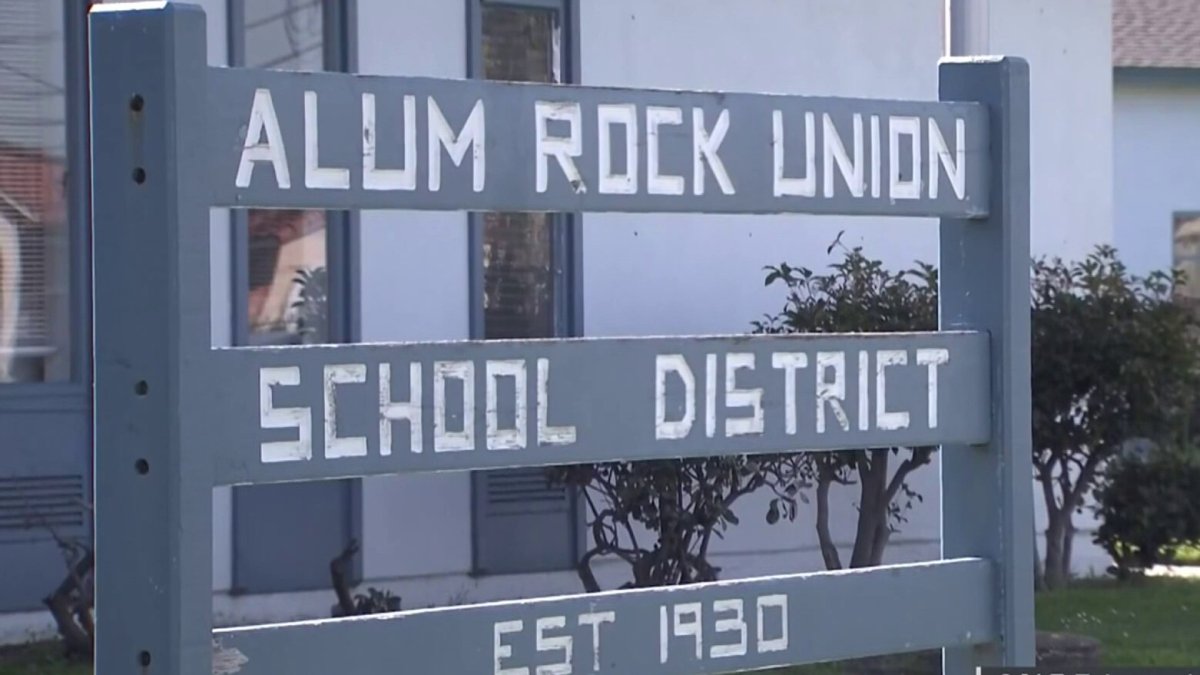 ALUM ROCK UNION
SCHOOL DISTRICT
EST 1930